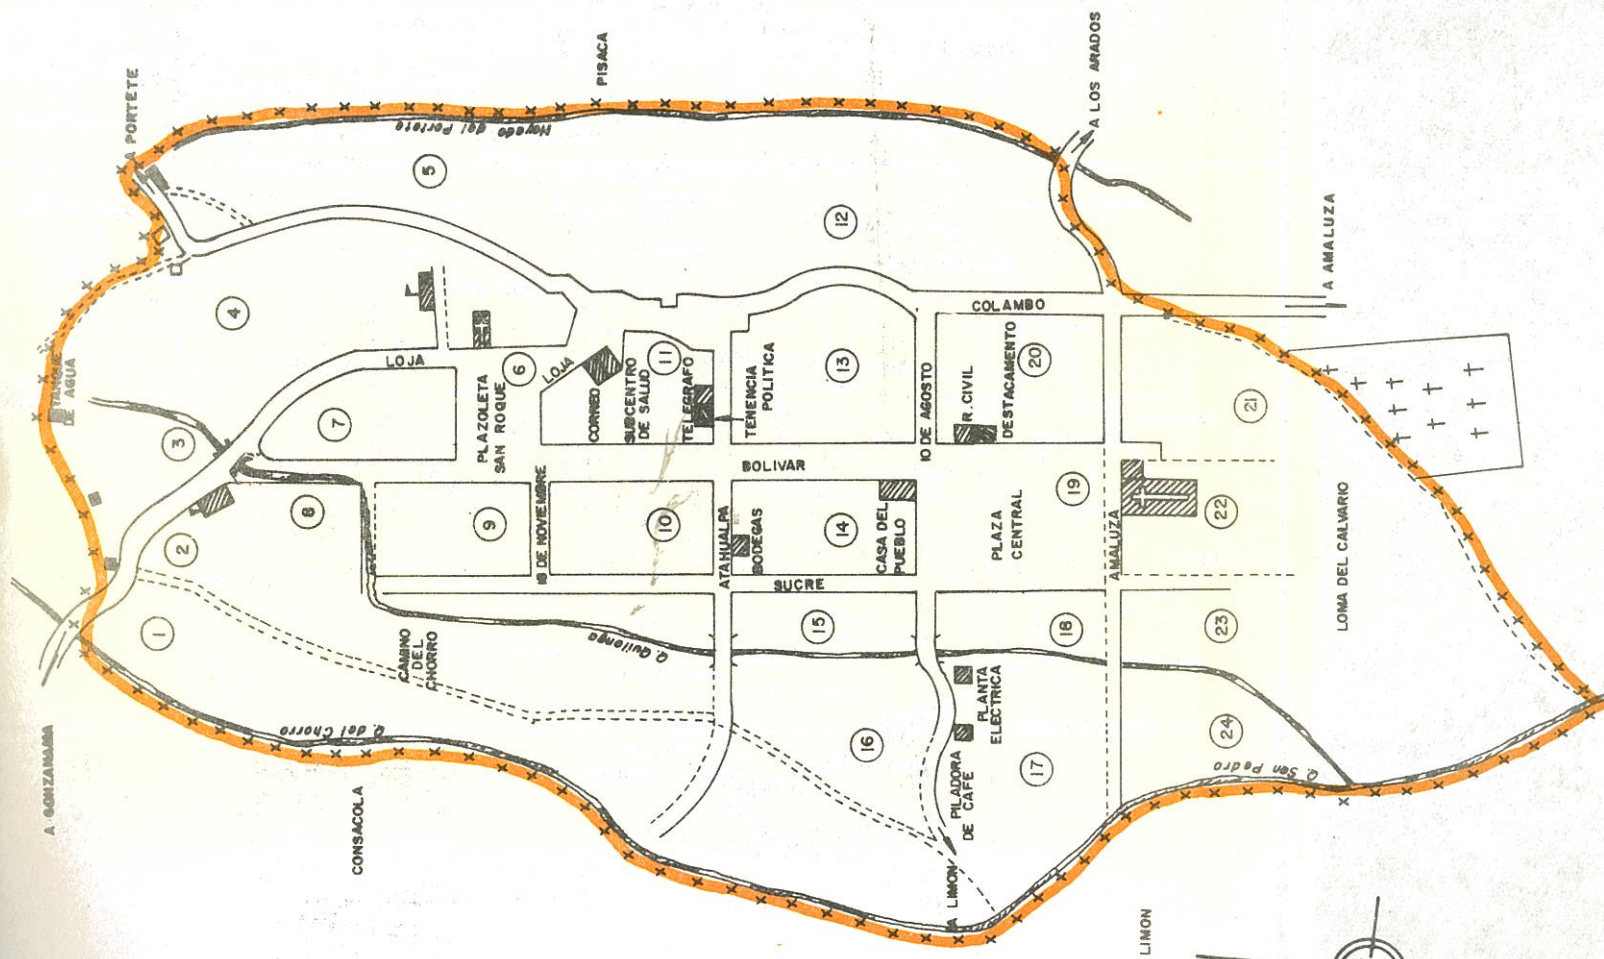 A PORTETE
PISACA
A LOS ARADOS
A AMALUZA
A GONZANAMA
CONSACOLA
A LIMON
LIMON
LOMA DEL CALVARIO
TANQUE
DE AGUA
Hoyada del Portete
Q. del Chorro
Q. Quilanga
Q. San Pedro
CAMINO
DEL
CHORRO
LOJA
LOJA
PLAZOLETA
SAN ROQUE
CORREO
SUBCENTRO
DE SALUD
TELEGRAFO
TENENCIA
POLITICA
10 DE AGOSTO
R. CIVIL
DESTACAMENTO
COLAMBO
BOLIVAR
18 DE NOVIEMBRE
ATAHUALPA
BODEGAS
CASA DEL
PUEBLO
PLAZA
CENTRAL
AMALUZA
SUCRE
PLANTA
ELECTRICA
PILADORA
DE CAFE
1
2
3
4
5
6
7
8
9
10
11
12
13
14
15
16
17
18
19
20
21
22
23
24